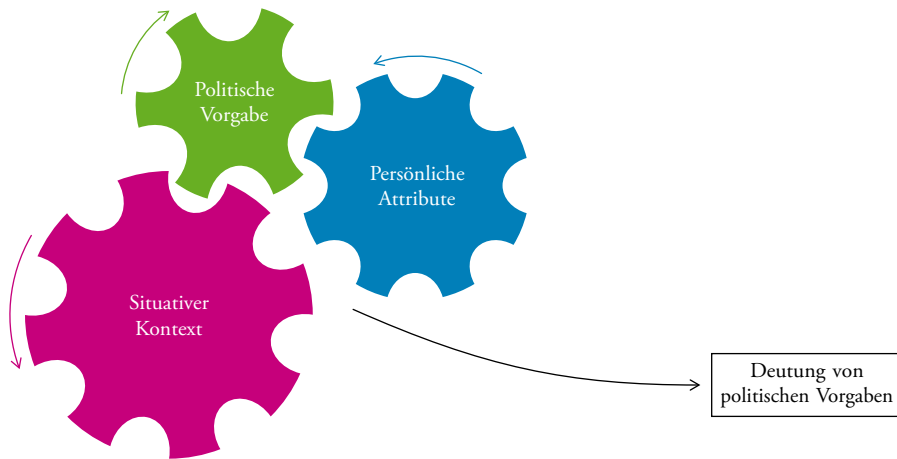 Politische
Vorgabe
Persönliche
Attribute
Situativer
Kontext
Deutung von
politischen Vorgaben